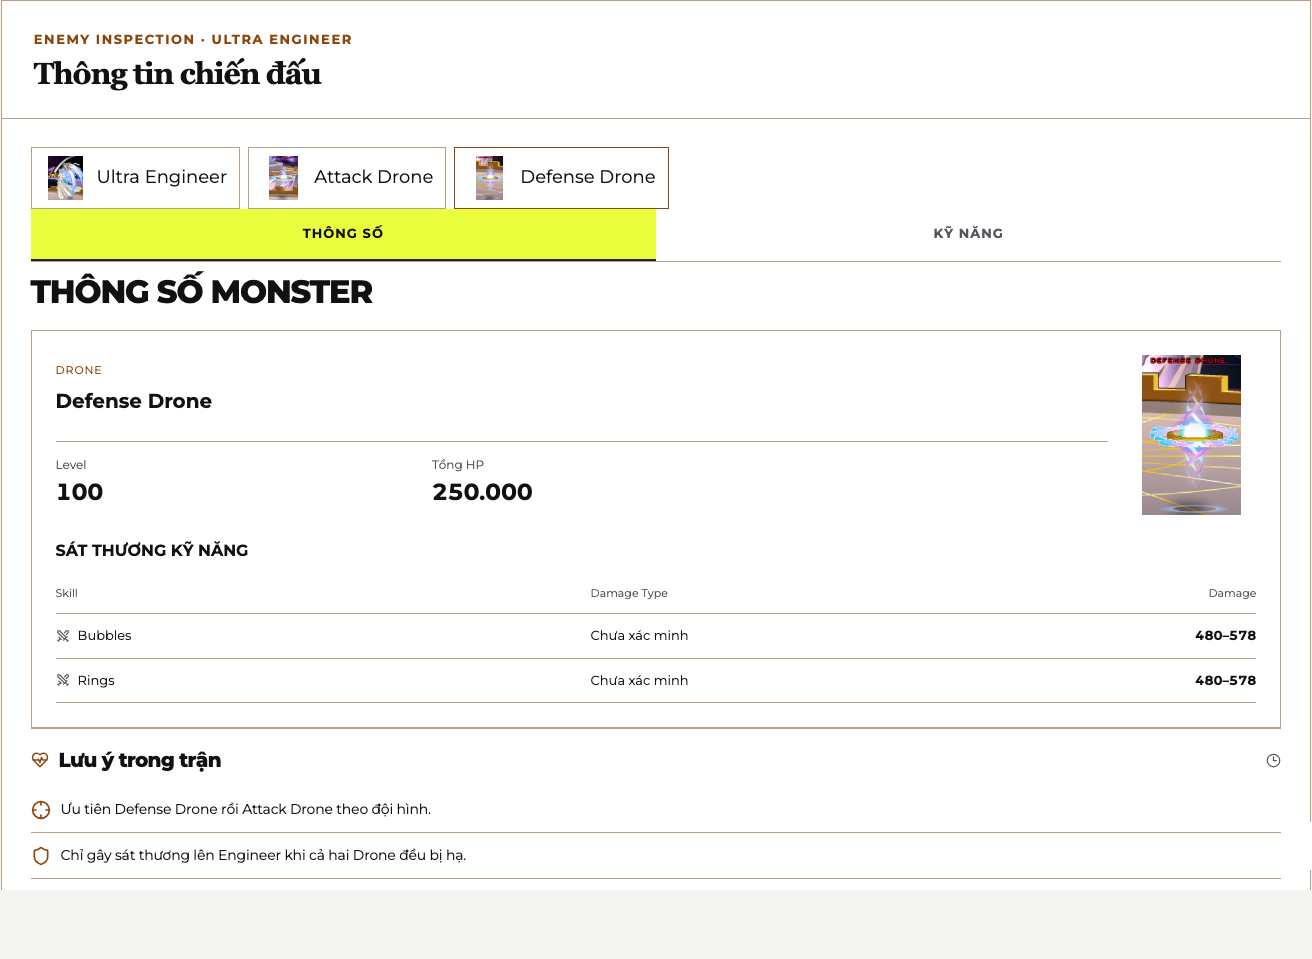 ENEMY INSPECTION · ULTRA ENGINEER
Thông tin chiến đấu
Ultra Engineer
Attack Drone
Defense Drone
THÔNG SỐ
KỸ NĂNG
THÔNG SỐ MONSTER
DRONE
Defense Drone
DEFENSE DRONE
Level
Tổng HP
100
250.000
SÁT THƯƠNG KỸ NĂNG
Skill Damage Type Damage
Bubbles Chưa xác minh 480–578
Rings Chưa xác minh 480–578
Lưu ý trong trận
Ưu tiên Defense Drone rồi Attack Drone theo đội hình.
Chỉ gây sát thương lên Engineer khi cả hai Drone đều bị hạ.